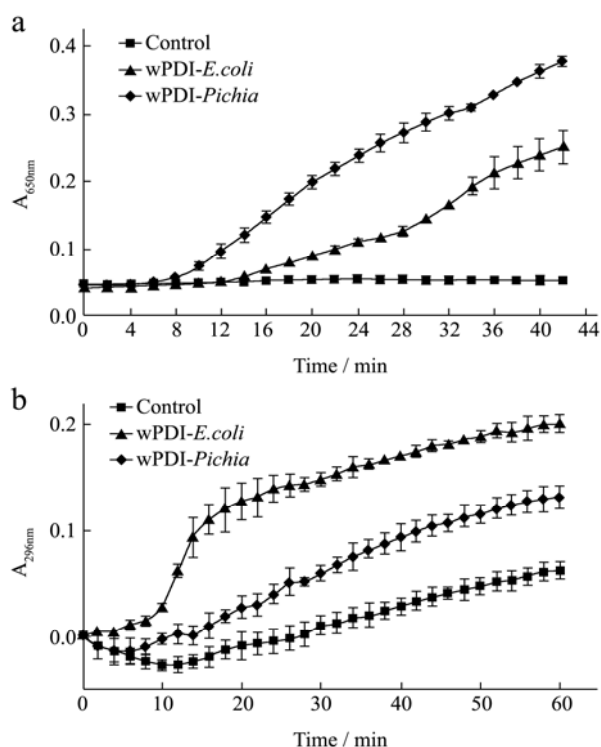 a
Control
wPDI-E.coli
wPDI-Pichia
A650nm
0.4
0.3
0.2
0.1
0.0
0 4 8 12 16 20 24 28 32 36 40 44
Time / min
b
Control
wPDI-E.coli
wPDI-Pichia
A296nm
0.2
0.1
0.0
0 10 20 30 40 50 60
Time / min